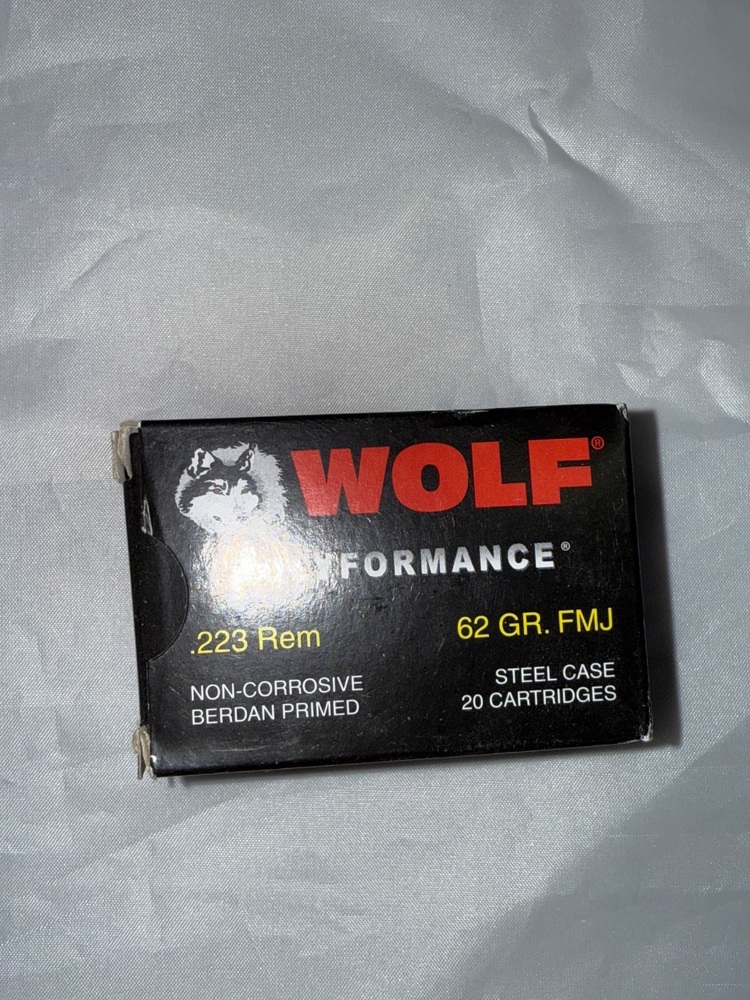 WOLF®
FORMANCE®
.223 Rem
62 GR. FMJ
NON-CORROSIVE
BERDAN PRIMED
STEEL CASE
20 CARTRIDGES